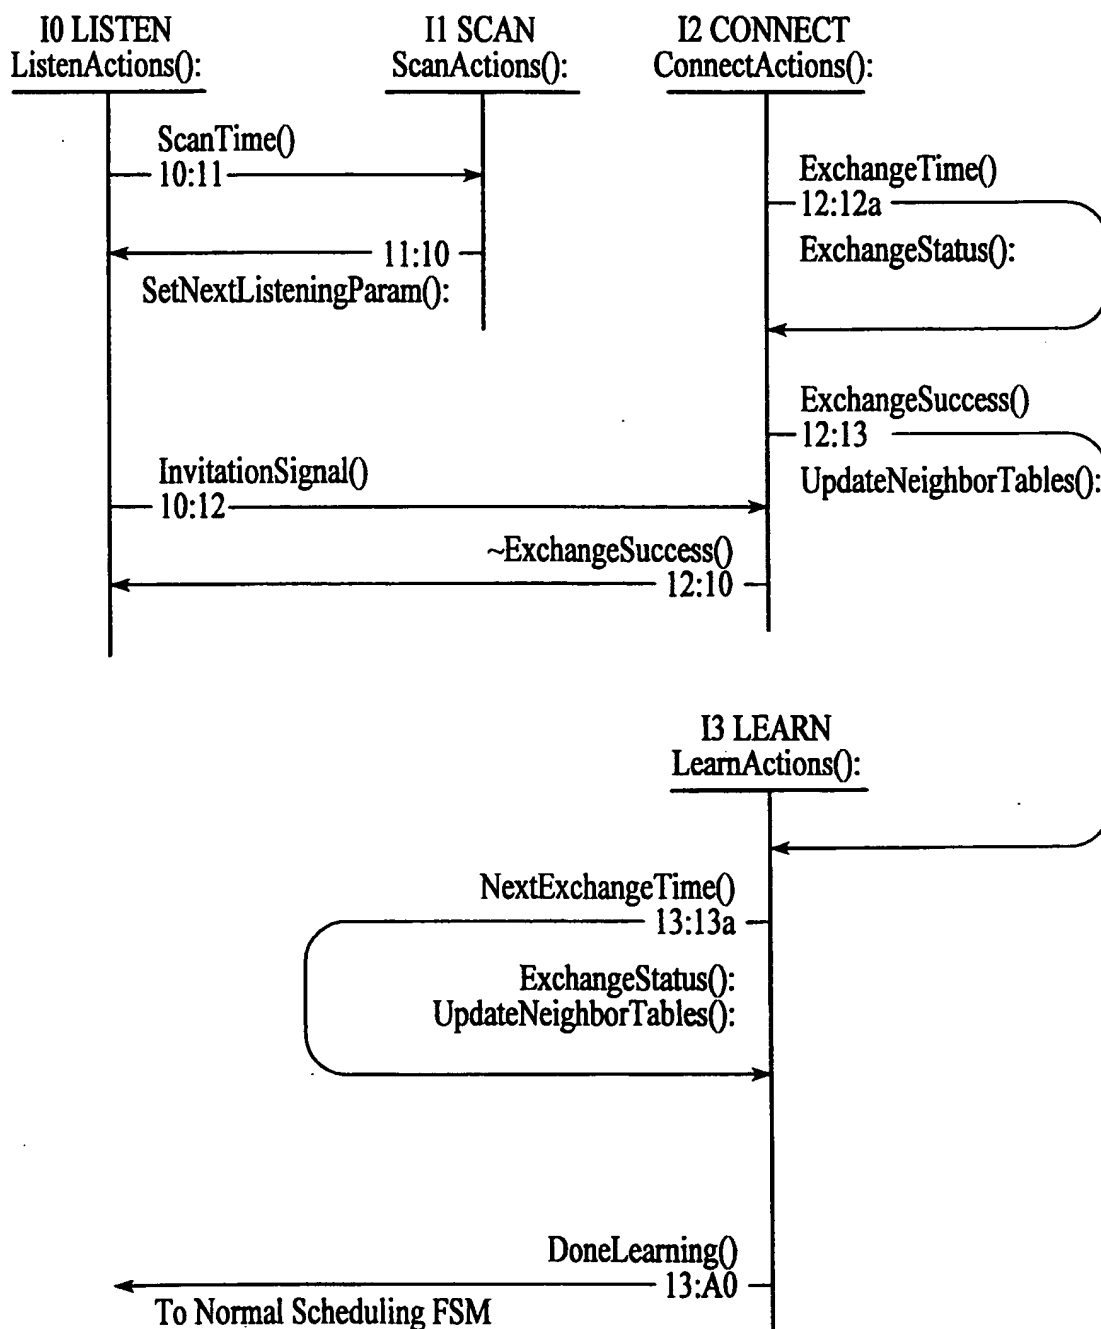 I0 LISTEN
ListenActions():
I1 SCAN
ScanActions():
I2 CONNECT
ConnectActions():
ScanTime()
10:11
11:10
SetNextListeningParam():
ExchangeTime()
12:12a
ExchangeStatus():
ExchangeSuccess()
12:13
UpdateNeighborTables():
InvitationSignal()
10:12
~ExchangeSuccess()
12:10
I3 LEARN
LearnActions():
NextExchangeTime()
13:13a
ExchangeStatus():
UpdateNeighborTables():
DoneLearning()
13:A0
To Normal Scheduling FSM